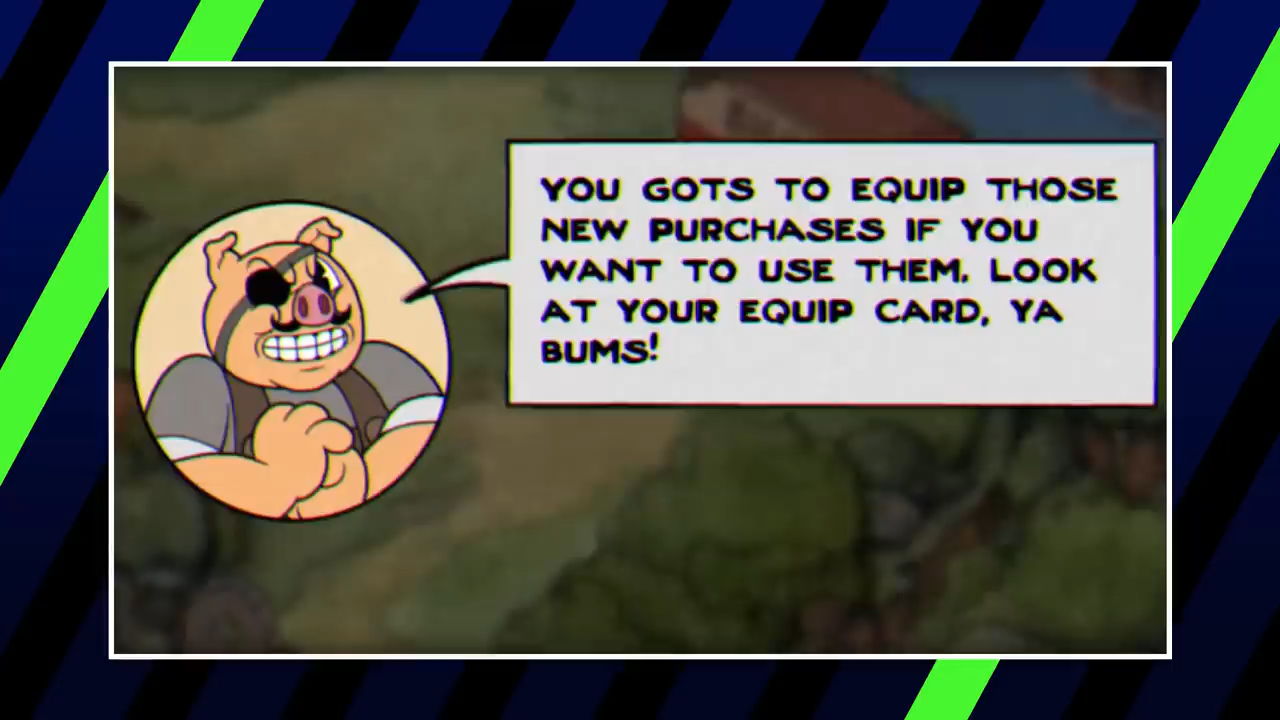 YOU GOTS TO EQUIP THOSE
NEW PURCHASES IF YOU
WANT TO USE THEM. LOOK
AT YOUR EQUIP CARD, YA
BUMS!